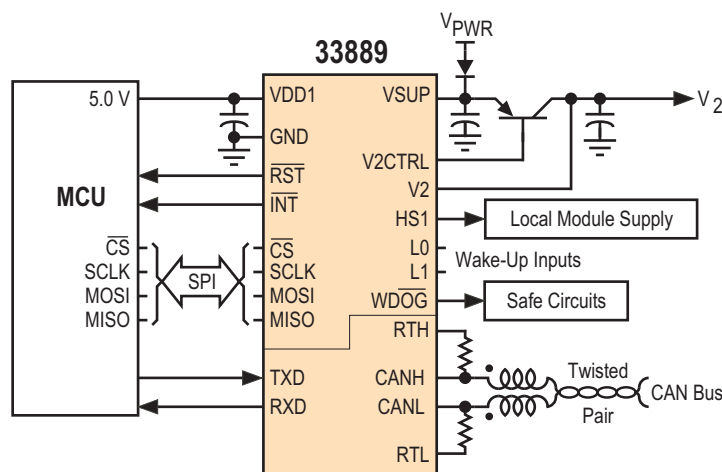 33889
VPWR
MCU
5.0 V
VDD1
GND
RST
INT
CS
SCLK
MOSI
MISO
SPI
CS
SCLK
MOSI
MISO
TXD
RXD
VSUP
V2CTRL
V2
HS1
L0
L1
WDOG
RTH
CANH
CANL
RTL
V2
Local Module Supply
Wake-Up Inputs
Safe Circuits
Twisted
Pair
CAN Bus